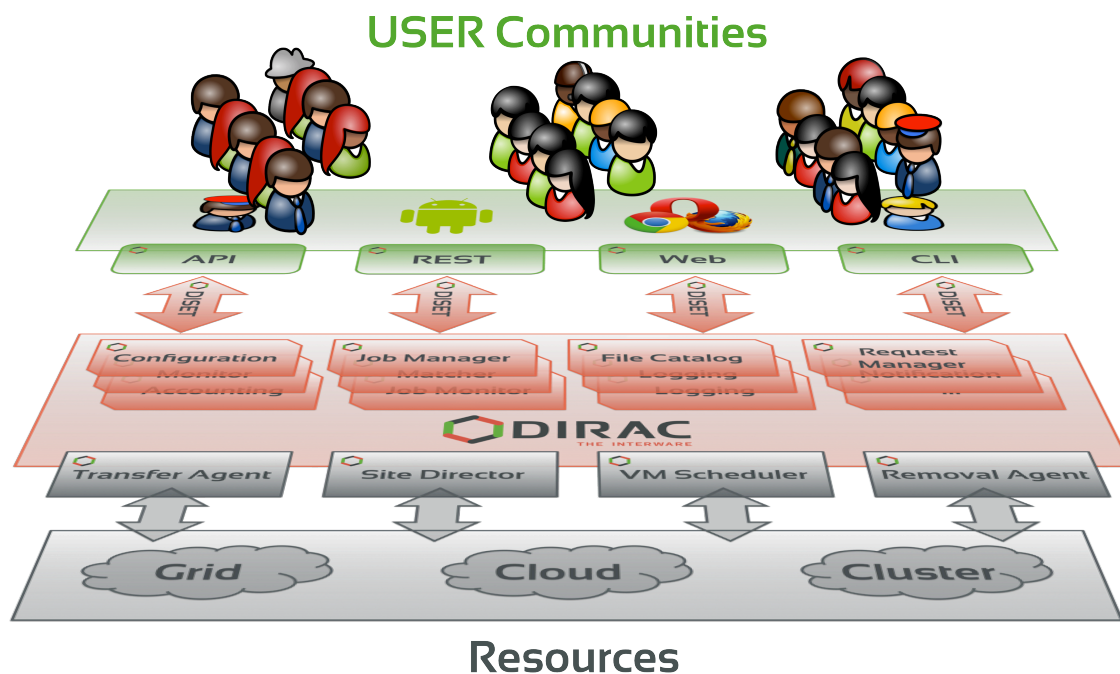 USER Communities
API
REST
Web
CLI
DISET
DISET
DISET
DISET
Configuration
Monitor
Accounting
Job Manager
Matcher
Job Monitor
File Catalog
Logging
Logging
Request
Manager
Notification
...
DIRAC
THE INTERWARE
Transfer Agent
Site Director
VM Scheduler
Removal Agent
Grid
Cloud
Cluster
Resources